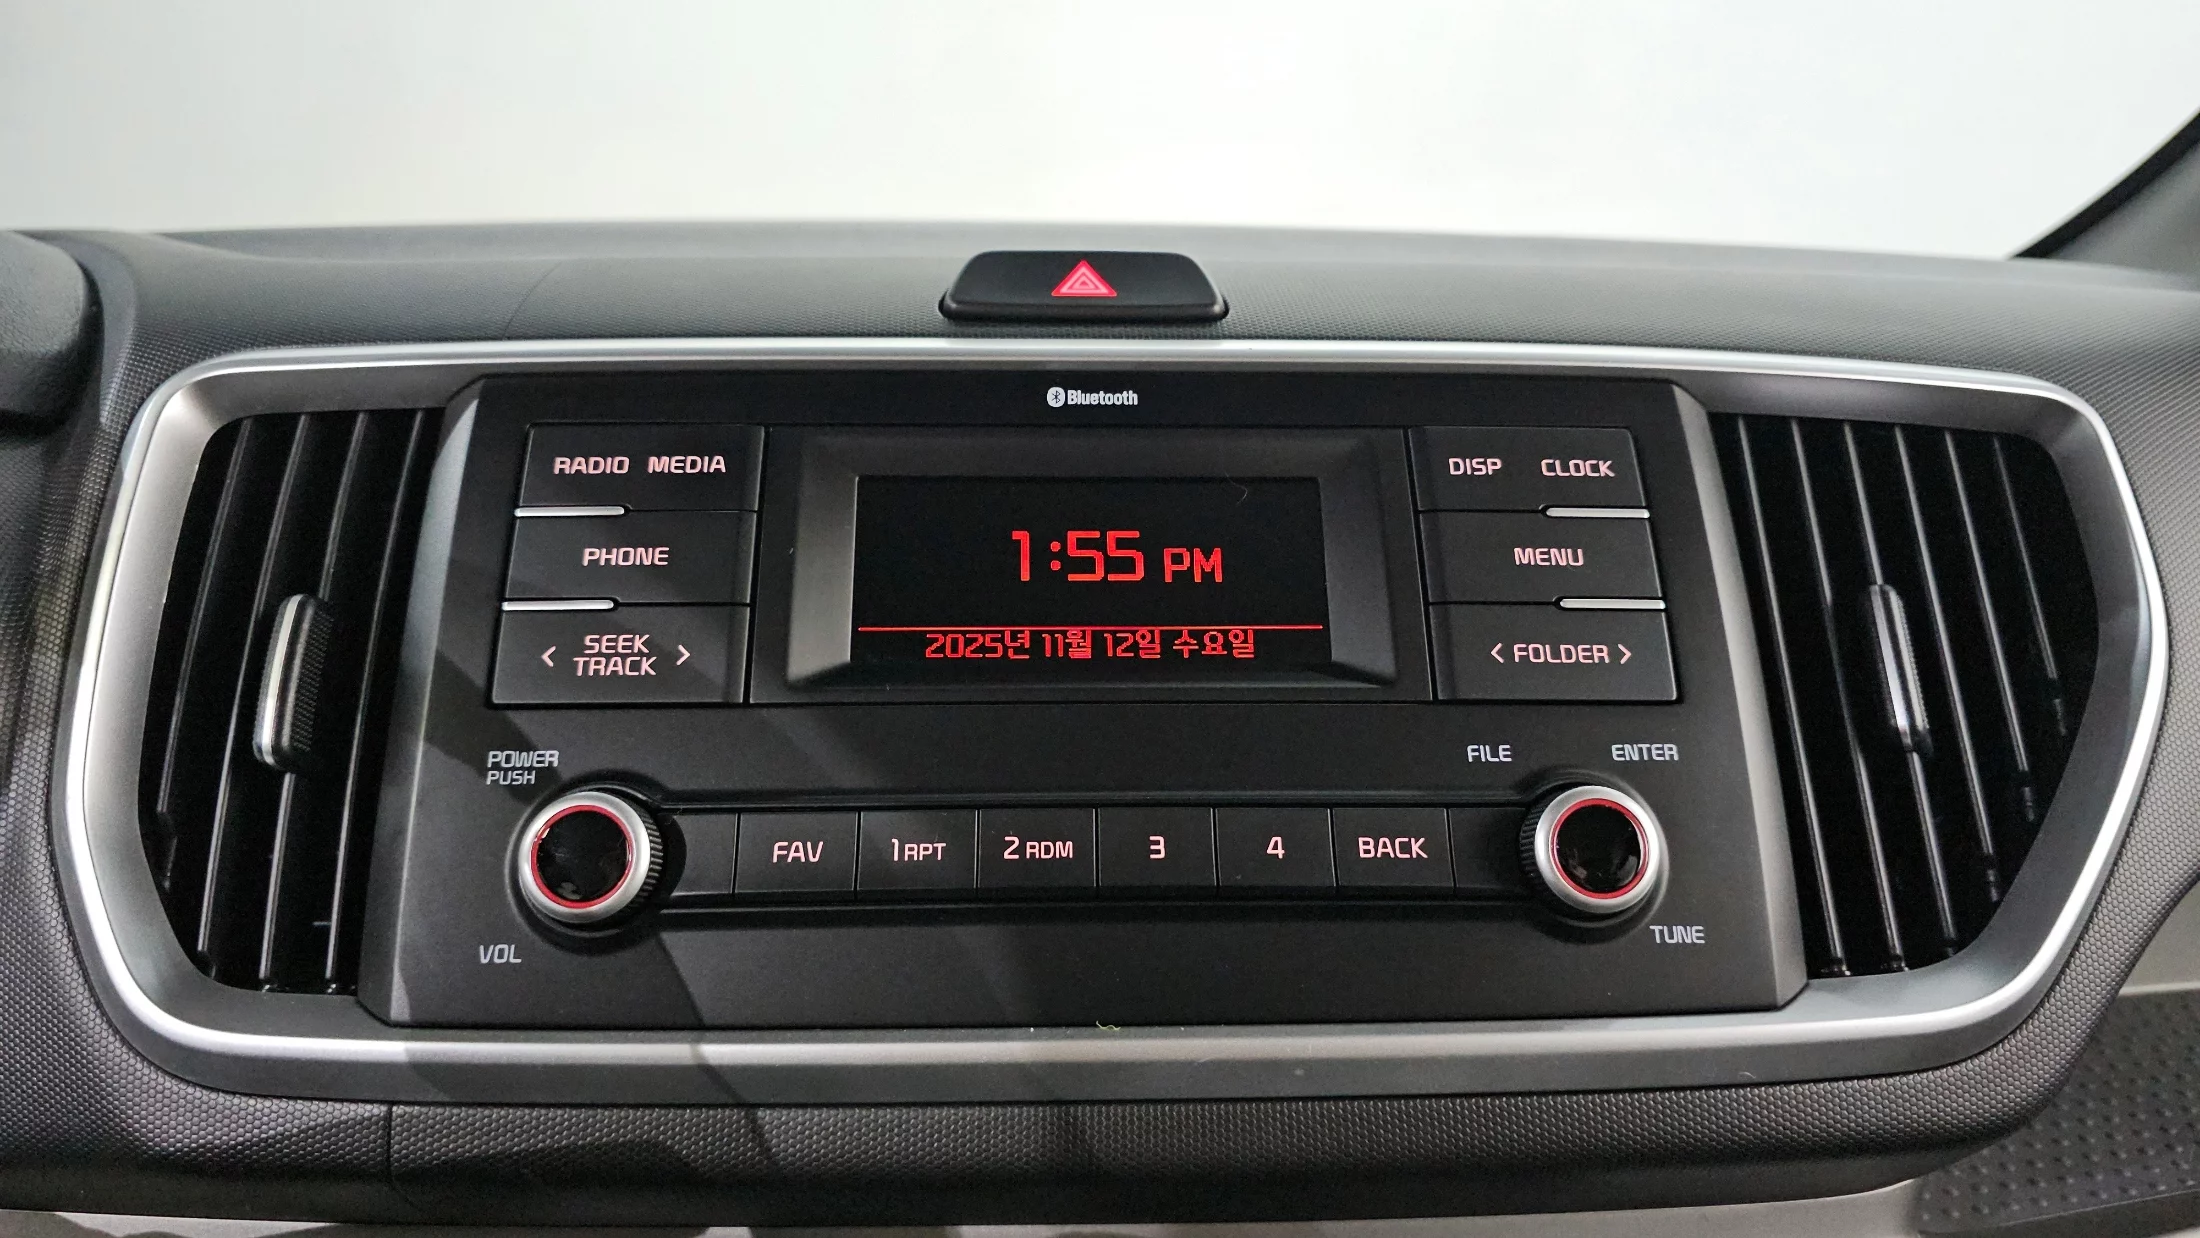 Bluetooth
RADIO MEDIA
DISP CLOCK
PHONE
1:55 PM
MENU
< SEEK TRACK >
2025년 11월 12일 수요일
< FOLDER >
POWER
PUSH
FILE
ENTER
FAV
1 RPT
2 RDM
3
4
BACK
VOL
TUNE